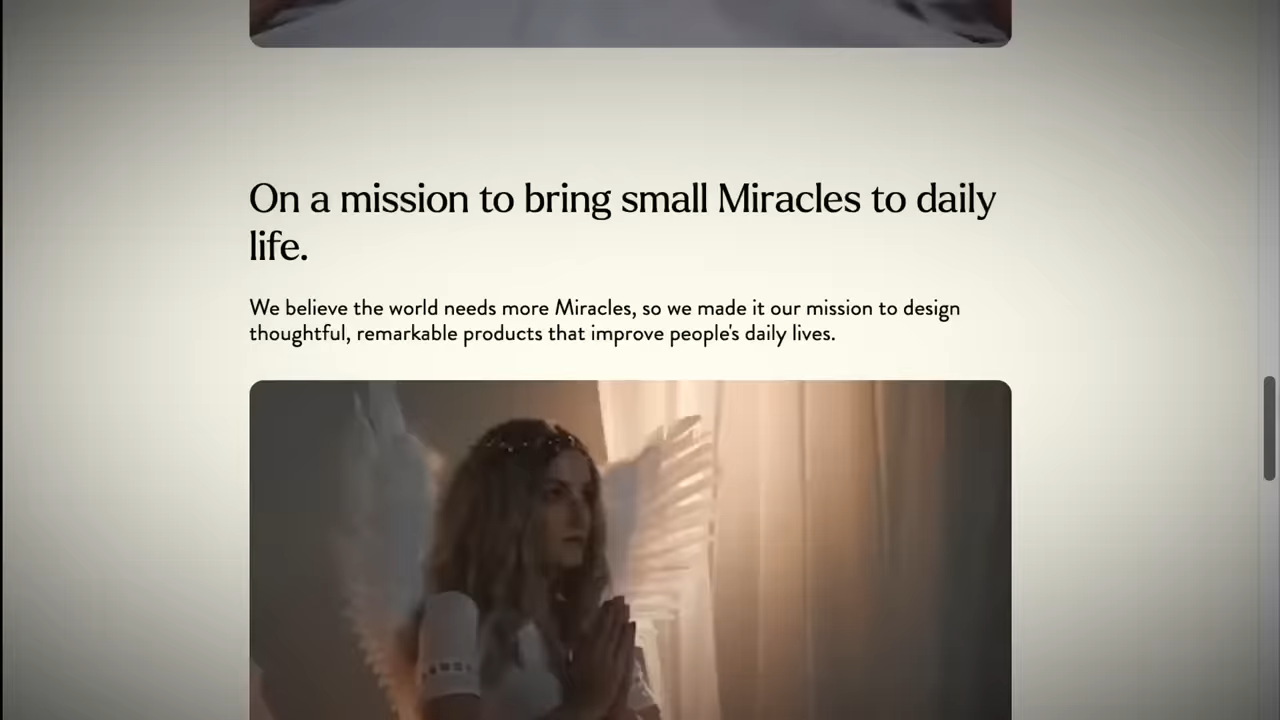 On a mission to bring small Miracles to daily
life.
We believe the world needs more Miracles, so we made it our mission to design
thoughtful, remarkable products that improve people's daily lives.